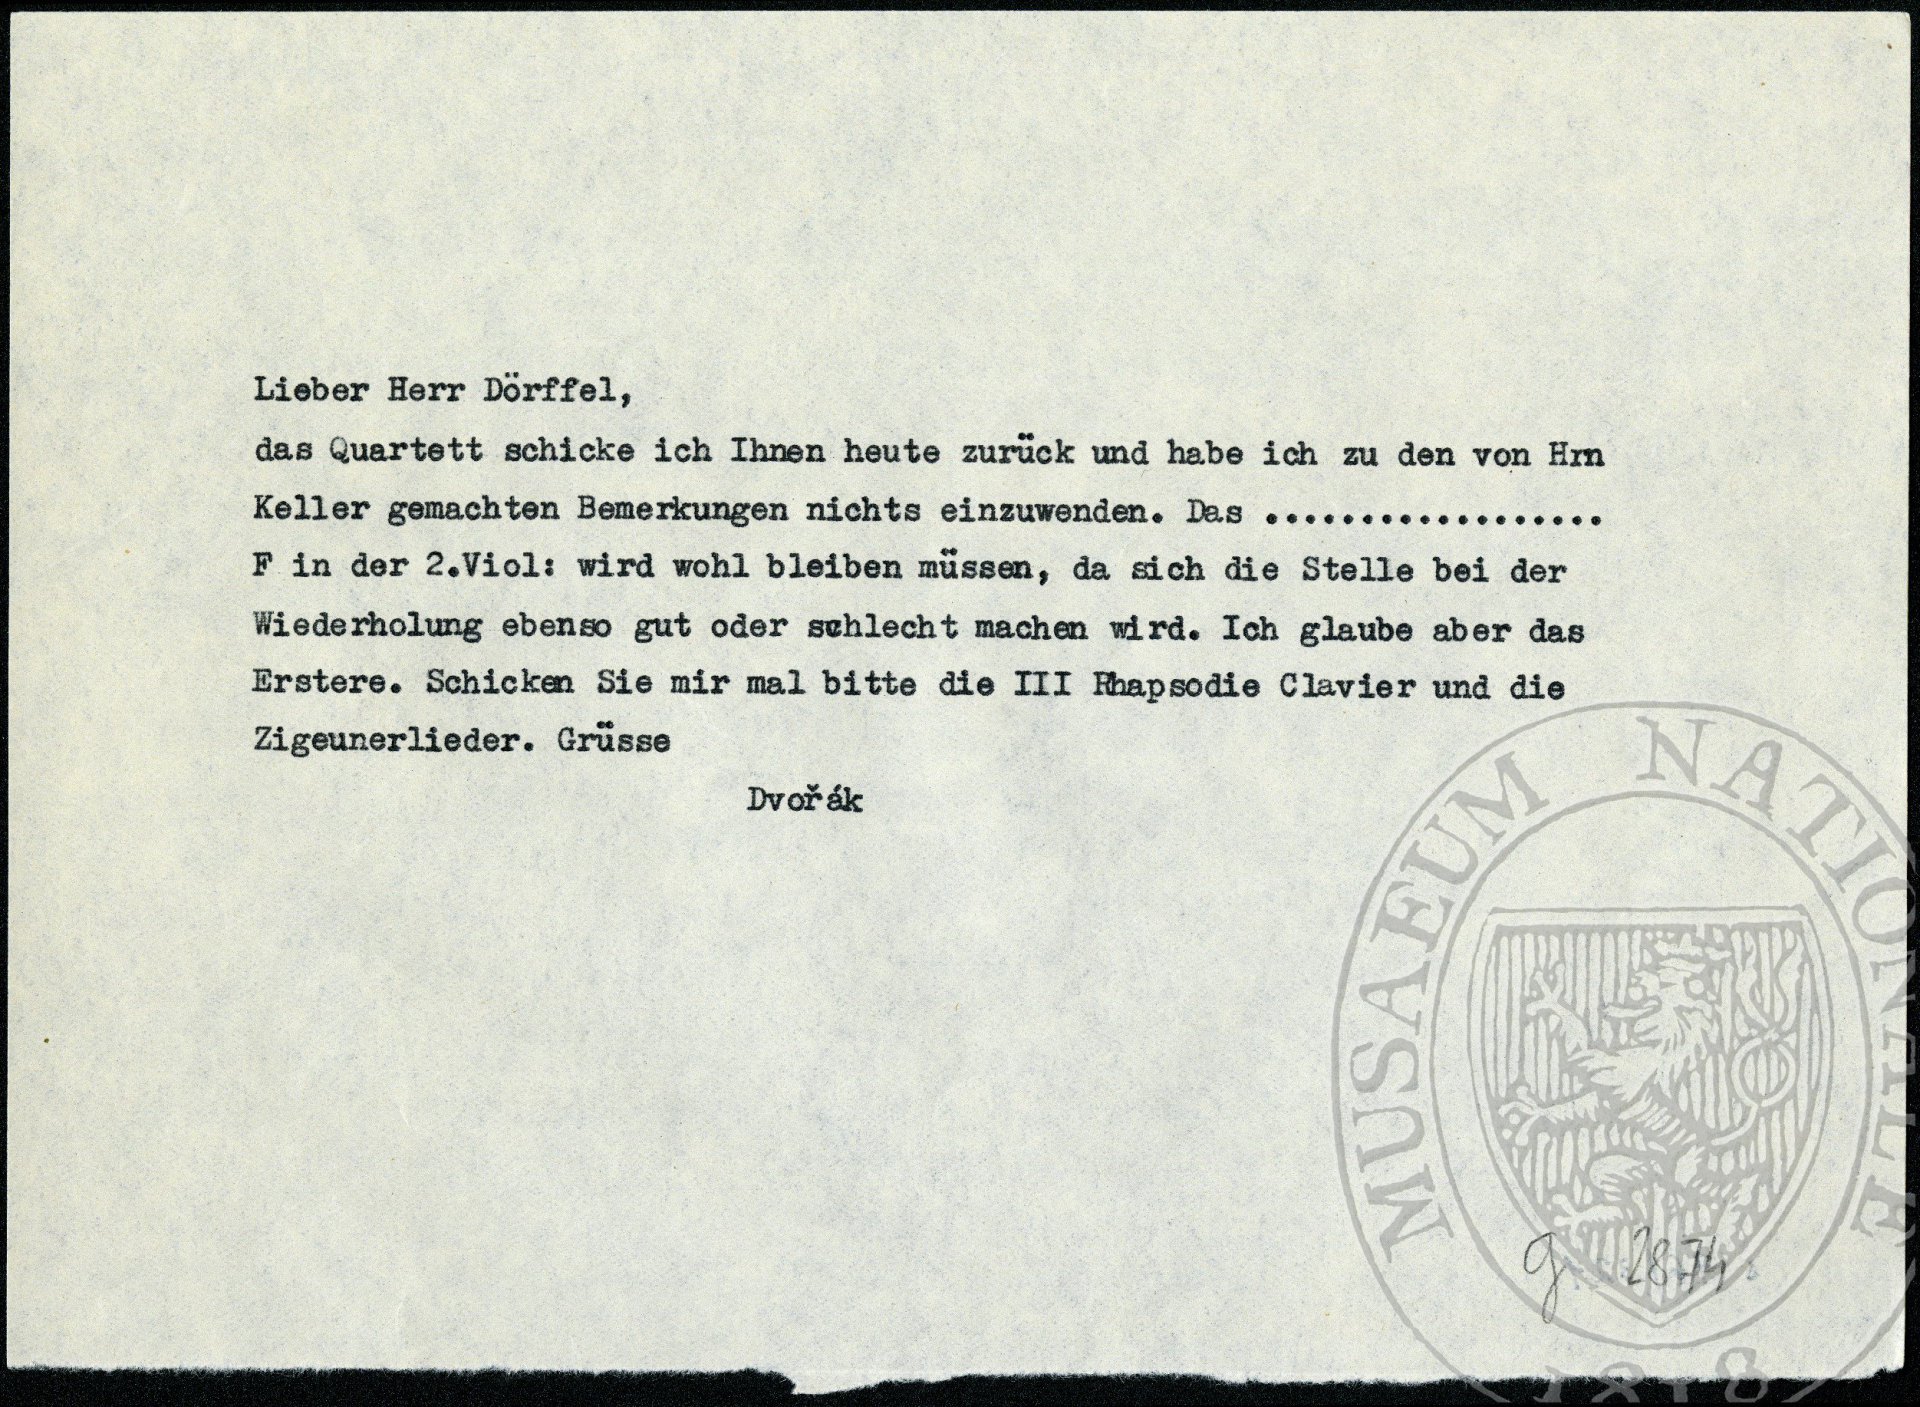 Lieber Herr Dörffel,
das Quartett schicke ich Ihnen heute zurück und habe ich zu den von Hrn
Keller gemachten Bemerkungen nichts einzuwenden. Das ..................
F in der 2.Viol: wird wohl bleiben müssen, da sich die Stelle bei der
Wiederholung ebenso gut oder schlecht machen wird. Ich glaube aber das
Erstere. Schicken Sie mir mal bitte die III Rhapsodie Clavier und die
Zigeunerlieder. Grüsse
Dvořák
MUSAEUM NATIONALE
g 2874
1818